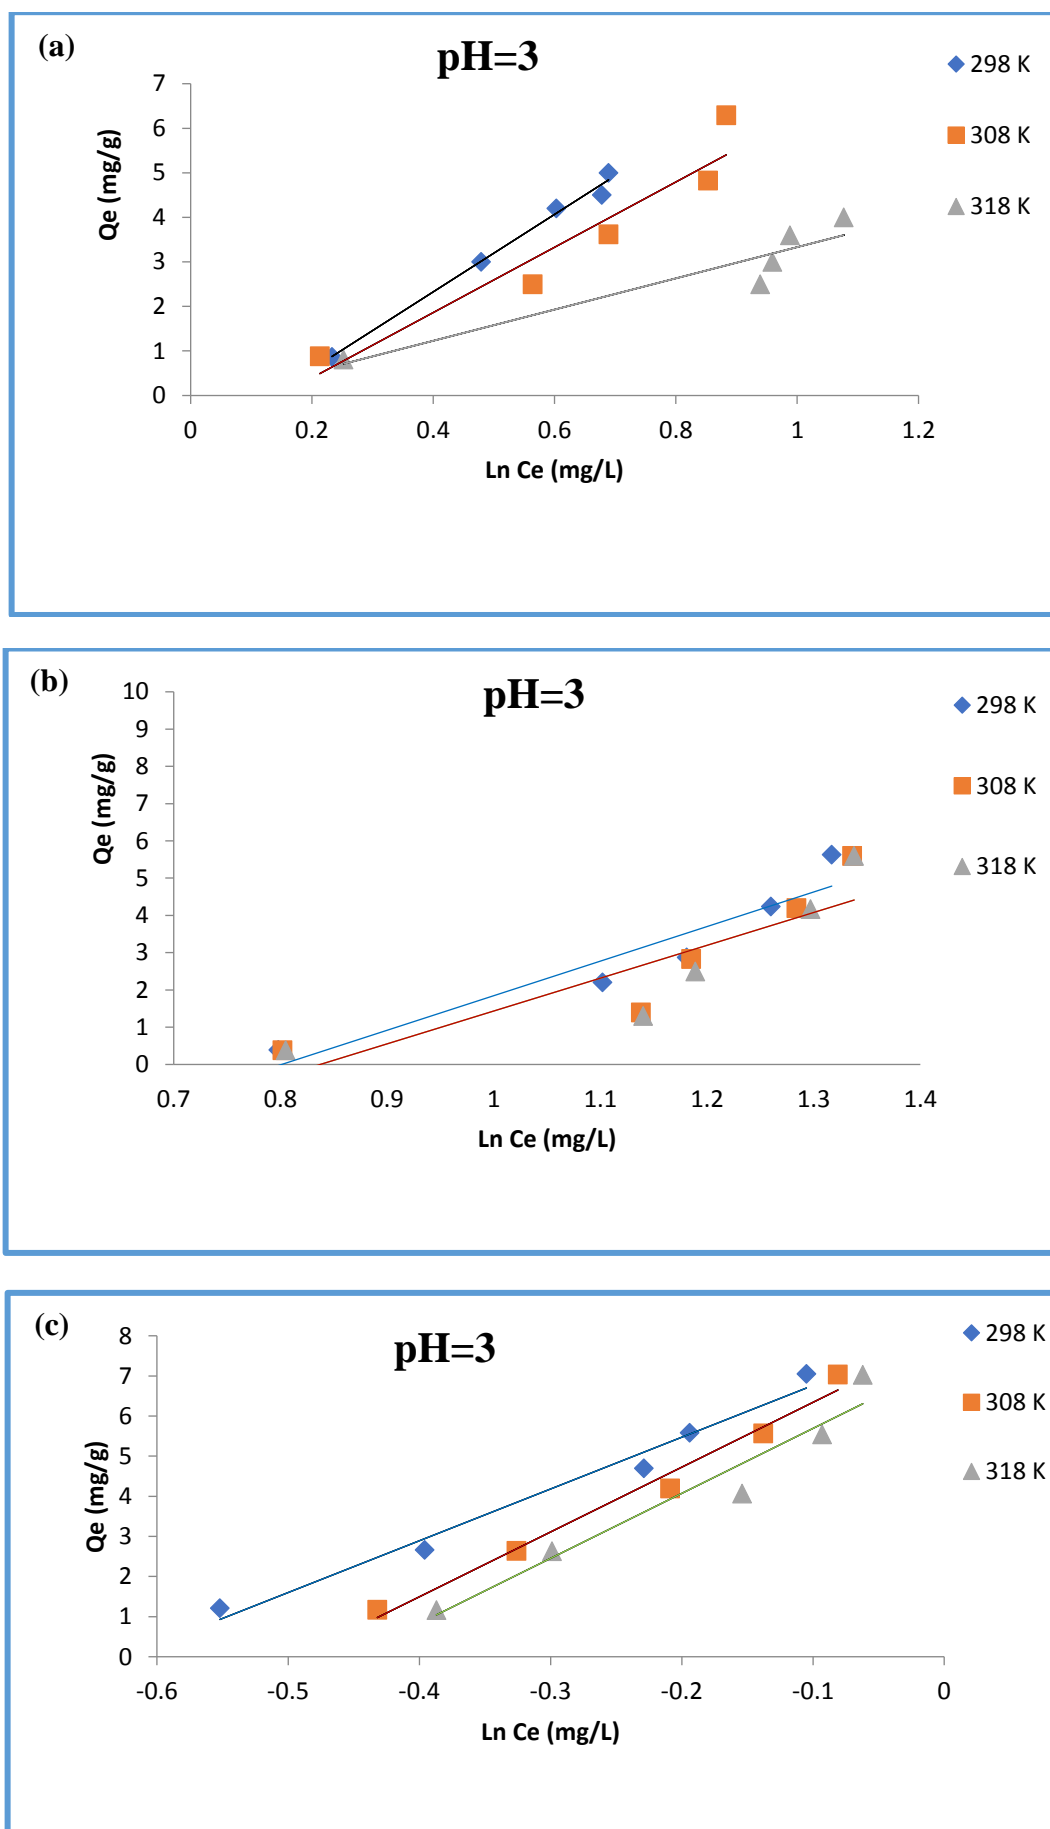 (a)
pH=3
298 K
308 K
318 K
Qe (mg/g)
7
6
5
4
3
2
1
0
0 0.2 0.4 0.6 0.8 1 1.2
Ln Ce (mg/L)
(b)
pH=3
298 K
308 K
318 K
Qe (mg/g)
10
9
8
7
6
5
4
3
2
1
0
0.7 0.8 0.9 1 1.1 1.2 1.3 1.4
Ln Ce (mg/L)
(c)
pH=3
298 K
308 K
318 K
Qe (mg/g)
8
7
6
5
4
3
2
1
0
-0.6 -0.5 -0.4 -0.3 -0.2 -0.1 0
Ln Ce (mg/L)